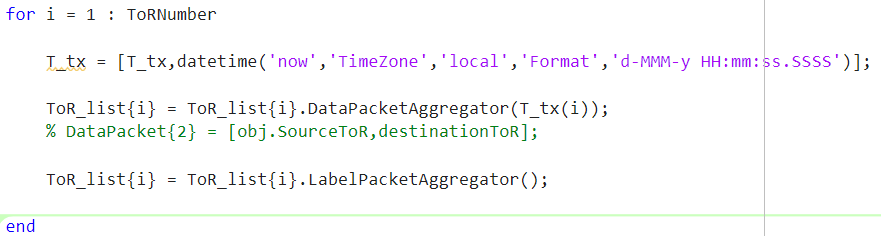 for i = 1 : ToRNumber
T_tx = [T_tx,datetime('now','TimeZone','local','Format','d-MMM-y HH:mm:ss.SSSS')];
ToR_list{i} = ToR_list{i}.DataPacketAggregator(T_tx(i));
% DataPacket{2} = [obj.SourceToR,destinationToR];
ToR_list{i} = ToR_list{i}.LabelPacketAggregator();
end